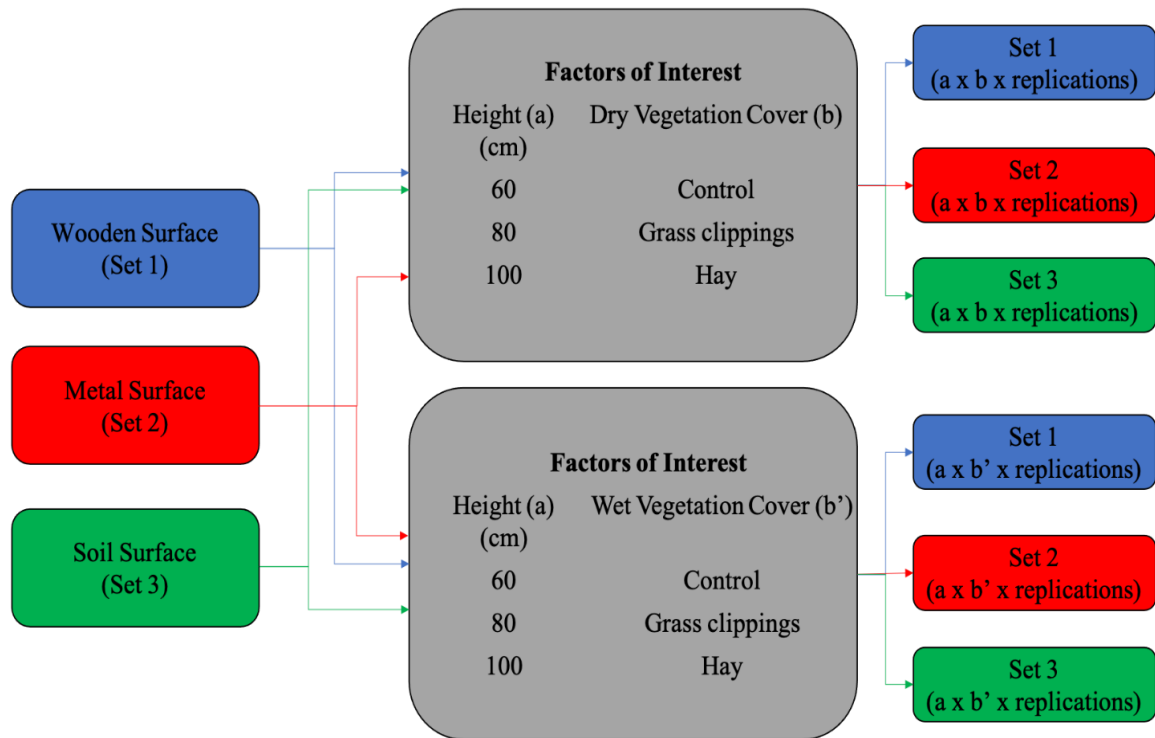 Wooden Surface
(Set 1)
Metal Surface
(Set 2)
Soil Surface
(Set 3)
Factors of Interest
Height (a) Dry Vegetation Cover (b)
(cm)
60 Control
80 Grass clippings
100 Hay
Factors of Interest
Height (a) Wet Vegetation Cover (b’)
(cm)
60 Control
80 Grass clippings
100 Hay
Set 1
(a x b x replications)
Set 2
(a x b x replications)
Set 3
(a x b x replications)
Set 1
(a x b’ x replications)
Set 2
(a x b’ x replications)
Set 3
(a x b’ x replications)